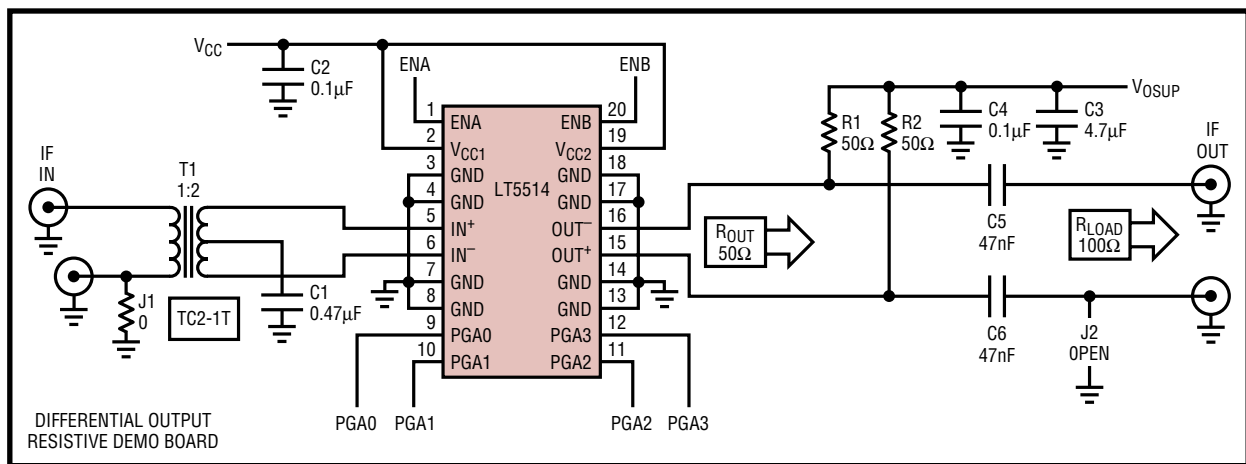 VCC
C2
0.1µF
ENA
ENB
1
2
3
4
5
6
7
8
9
10
ENA
VCC1
GND
GND
IN+
IN−
GND
GND
PGA0
PGA1
LT5514
ENB
VCC2
GND
GND
OUT−
OUT+
GND
GND
PGA3
PGA2
20
19
18
17
16
15
14
13
12
11
IF
IN
T1
1:2
J1
0
TC2-1T
C1
0.47µF
PGA0
PGA1
PGA2
PGA3
VOSUP
R1
50Ω
R2
50Ω
C4
0.1µF
C3
4.7µF
IF
OUT
ROUT
50Ω
C5
47nF
RLOAD
100Ω
C6
47nF
J2
OPEN
DIFFERENTIAL OUTPUT
RESISTIVE DEMO BOARD